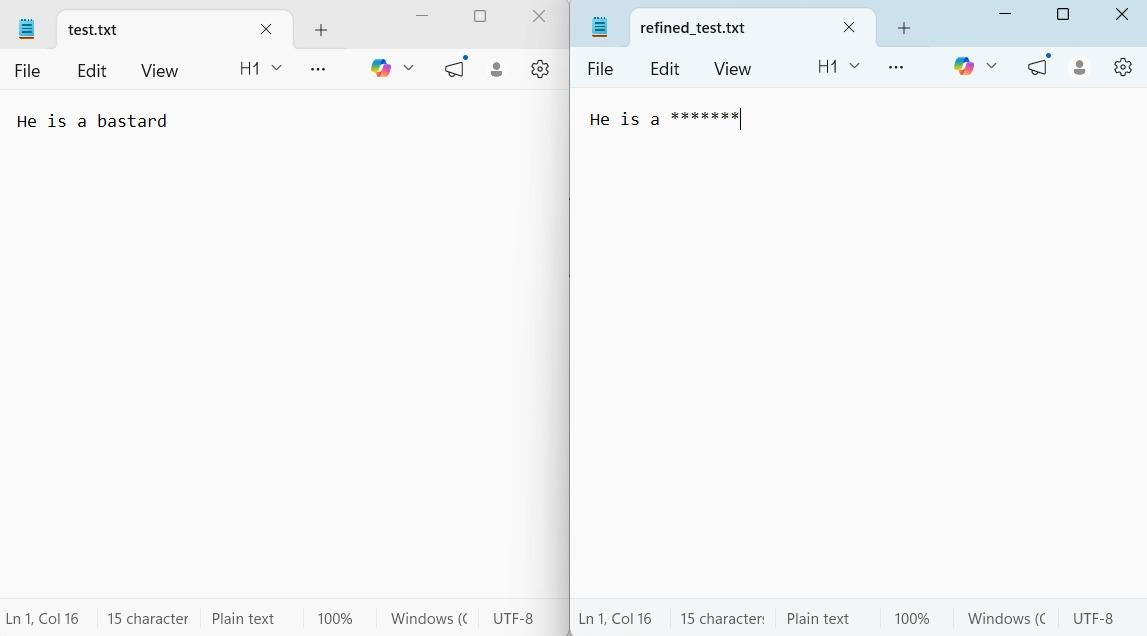 test.txt
refined_test.txt
File Edit View H1
File Edit View H1
He is a bastard
He is a *******
Ln 1, Col 16 15 character Plain text 100% Windows (C UTF-8
Ln 1, Col 16 15 character: Plain text 100% Windows (C UTF-8